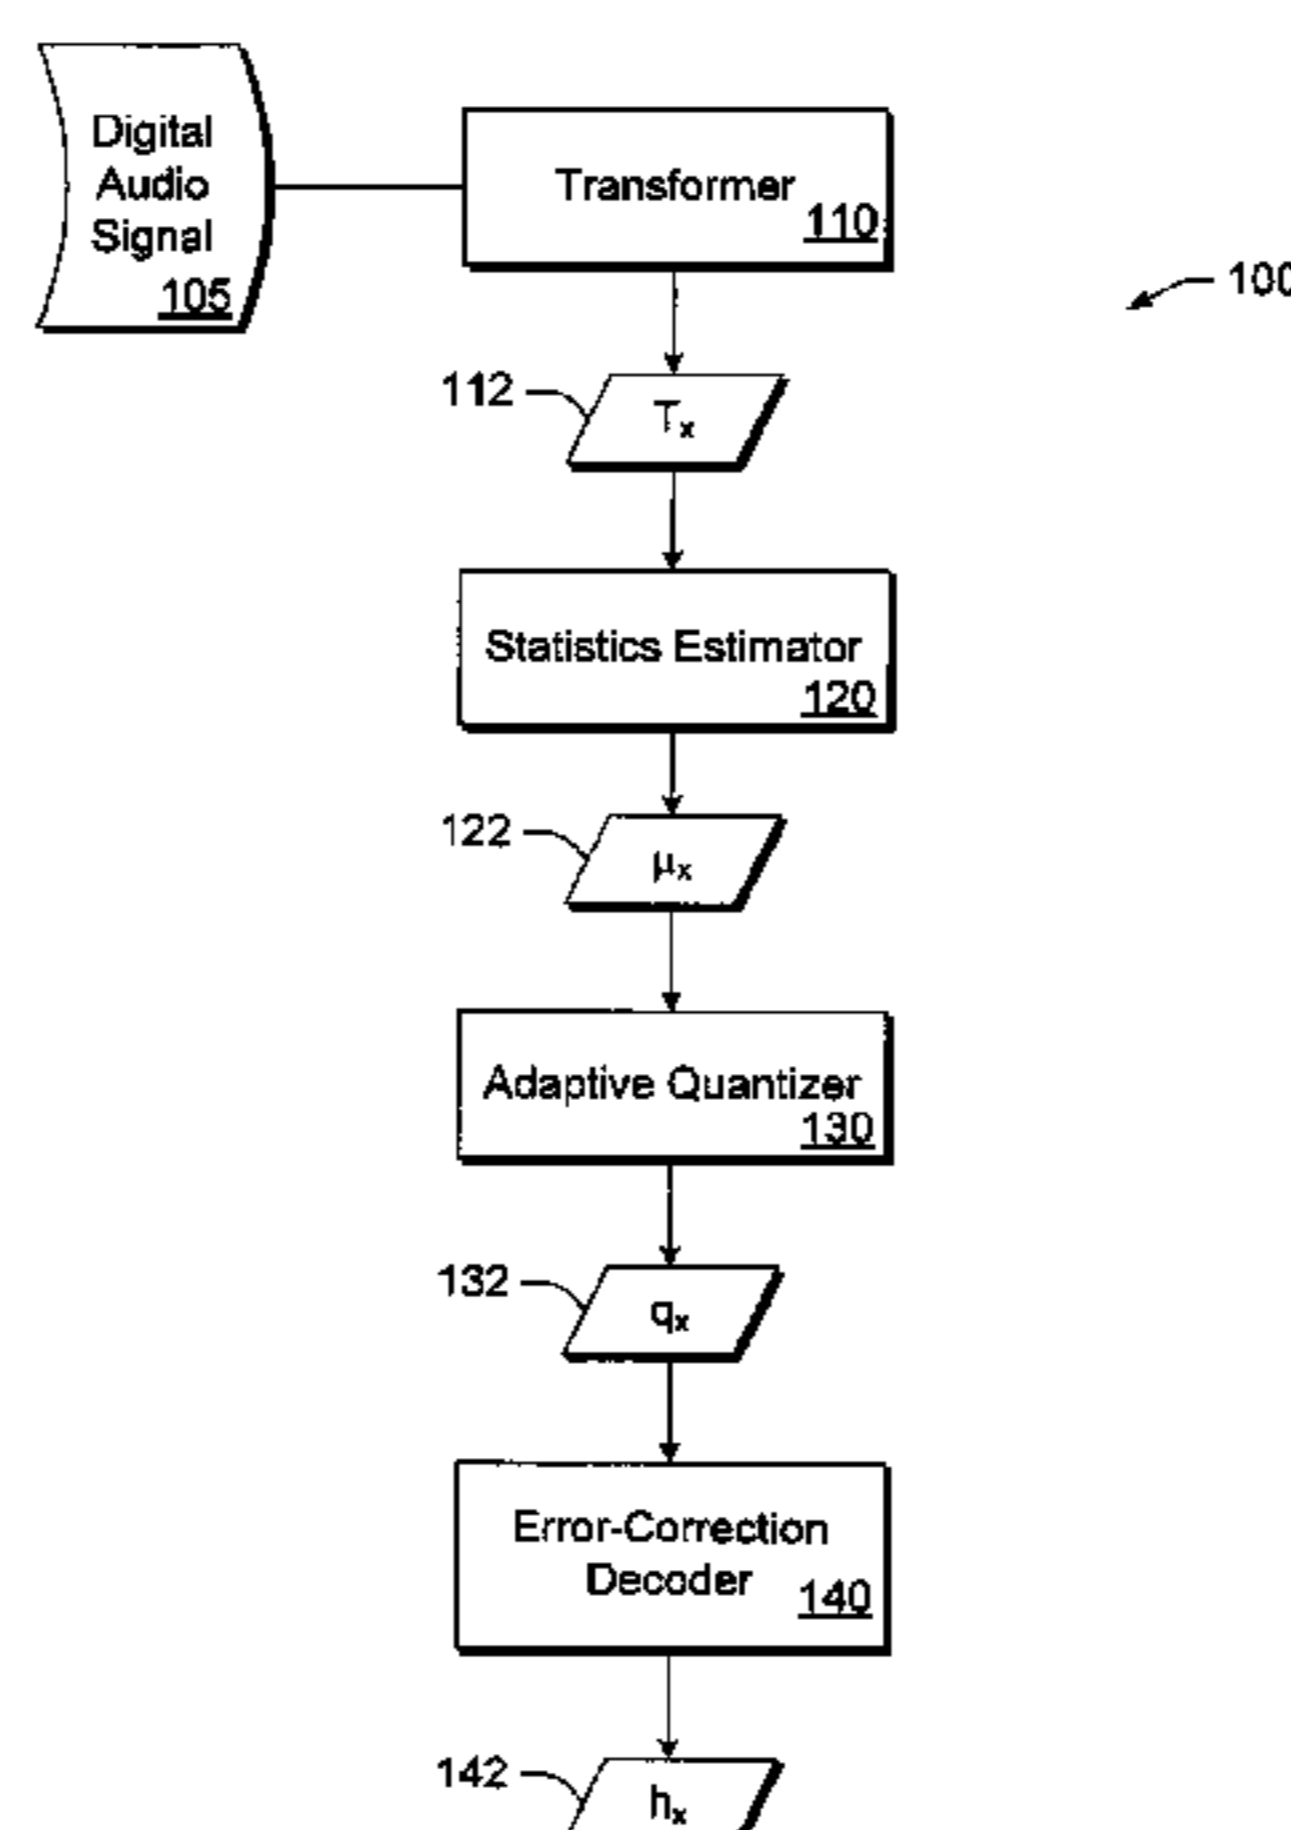 Digital
Audio
Signal
105
Transformer
110
100
112
Tx
Statistics Estimator
120
122
μx
Adaptive Quantizer
130
132
qx
Error-Correction
Decoder
140
142
hx